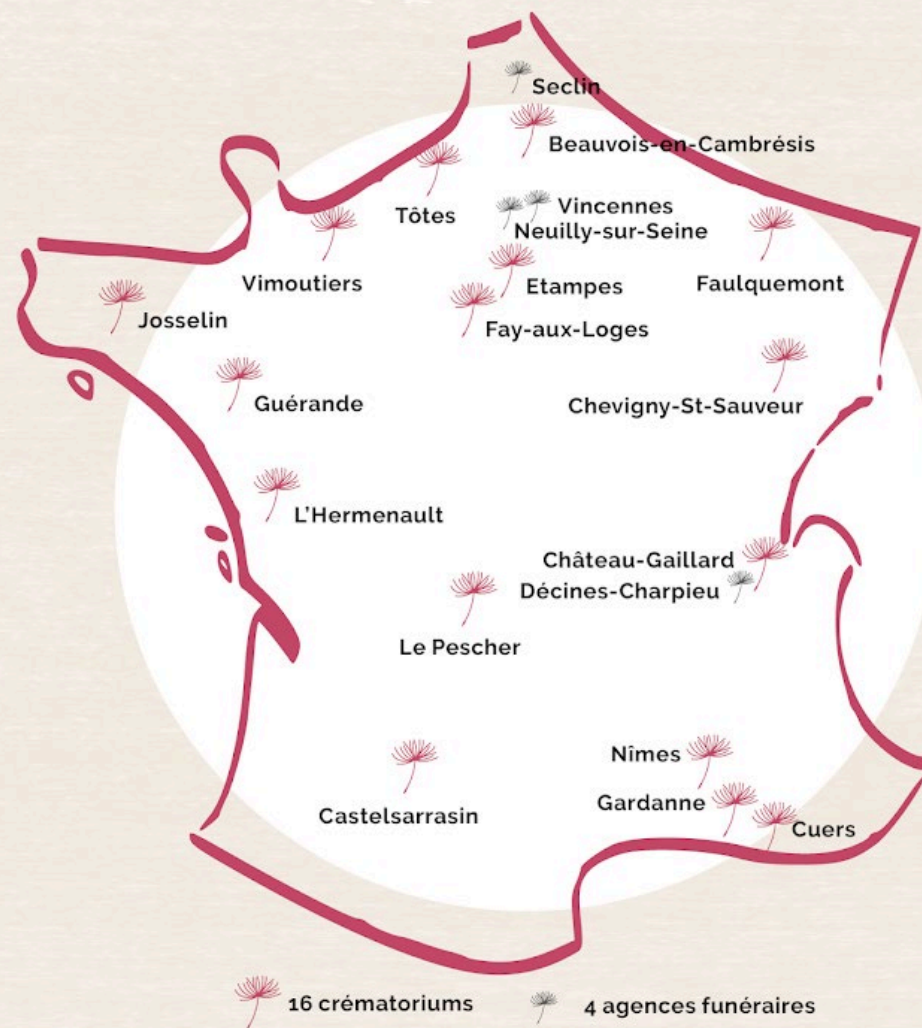 Seclin
Beauvois-en-Cambrésis
Tôtes
Vincennes
Neuilly-sur-Seine
Vimoutiers
Etampes
Faulquemont
Josselin
Fay-aux-Loges
Guérande
Chevigny-St-Sauveur
L'Hermenault
Château-Gaillard
Décines-Charpieu
Le Pescher
Nîmes
Gardanne
Castelsarrasin
Cuers
16 crématoriums
4 agences funéraires